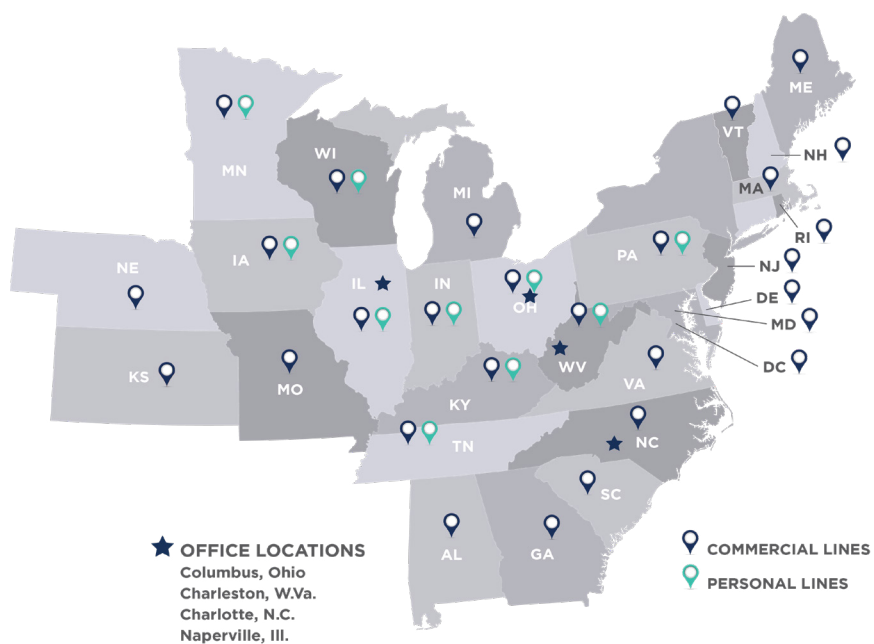 ME
VT
NH
WI
MN
MA
MI
RI
PA
IA
NJ
NE
IL
IN
OH
DE
MD
DC
WV
KS
MO
VA
KY
NC
TN
SC
AL
GA
OFFICE LOCATIONS
Columbus, Ohio
Charleston, W.Va.
Charlotte, N.C.
Naperville, Ill.
COMMERCIAL LINES
PERSONAL LINES